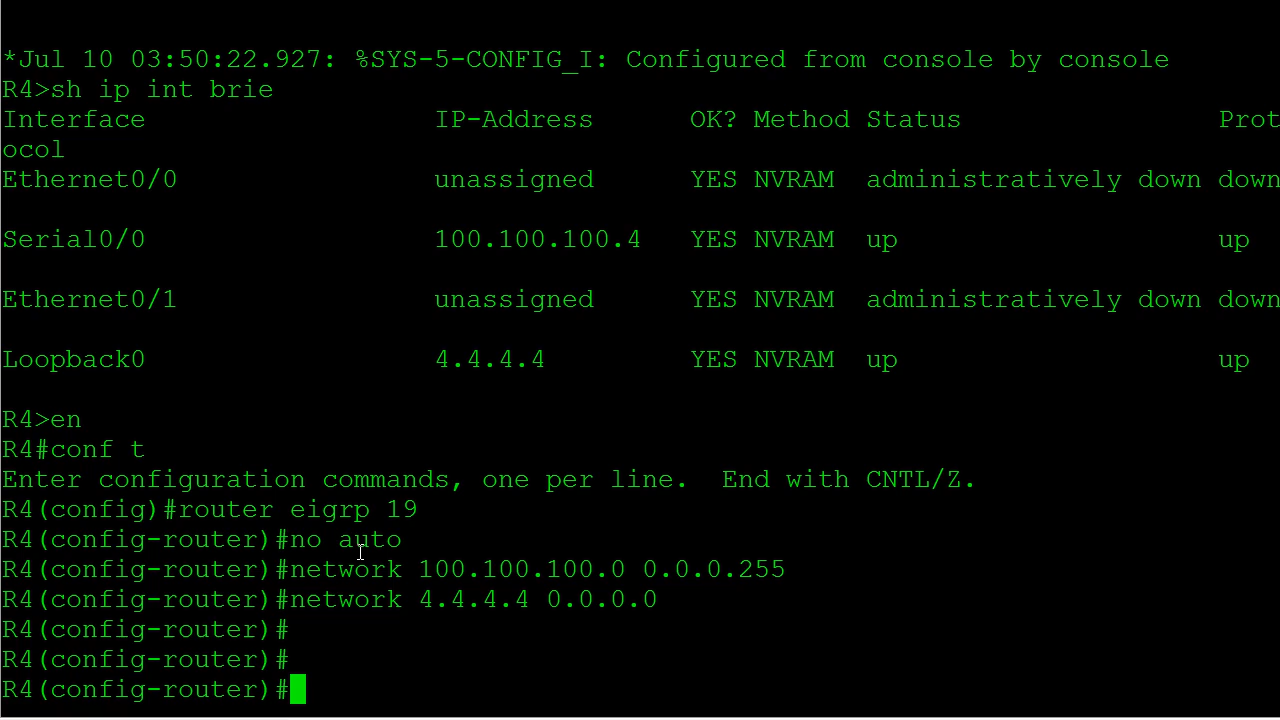 *Jul 10 03:50:22.927: %SYS-5-CONFIG_I: Configured from console by console
R4>sh ip int brie
Interface                  IP-Address      OK? Method Status                Prot
ocol
Ethernet0/0                unassigned      YES NVRAM  administratively down down
Serial0/0                  100.100.100.4   YES NVRAM  up                    up
Ethernet0/1                unassigned      YES NVRAM  administratively down down
Loopback0                  4.4.4.4         YES NVRAM  up                    up
R4>en
R4#conf t
Enter configuration commands, one per line.  End with CNTL/Z.
R4(config)#router eigrp 19
R4(config-router)#no auto
R4(config-router)#network 100.100.100.0 0.0.0.255
R4(config-router)#network 4.4.4.4 0.0.0.0
R4(config-router)#
R4(config-router)#
R4(config-router)#